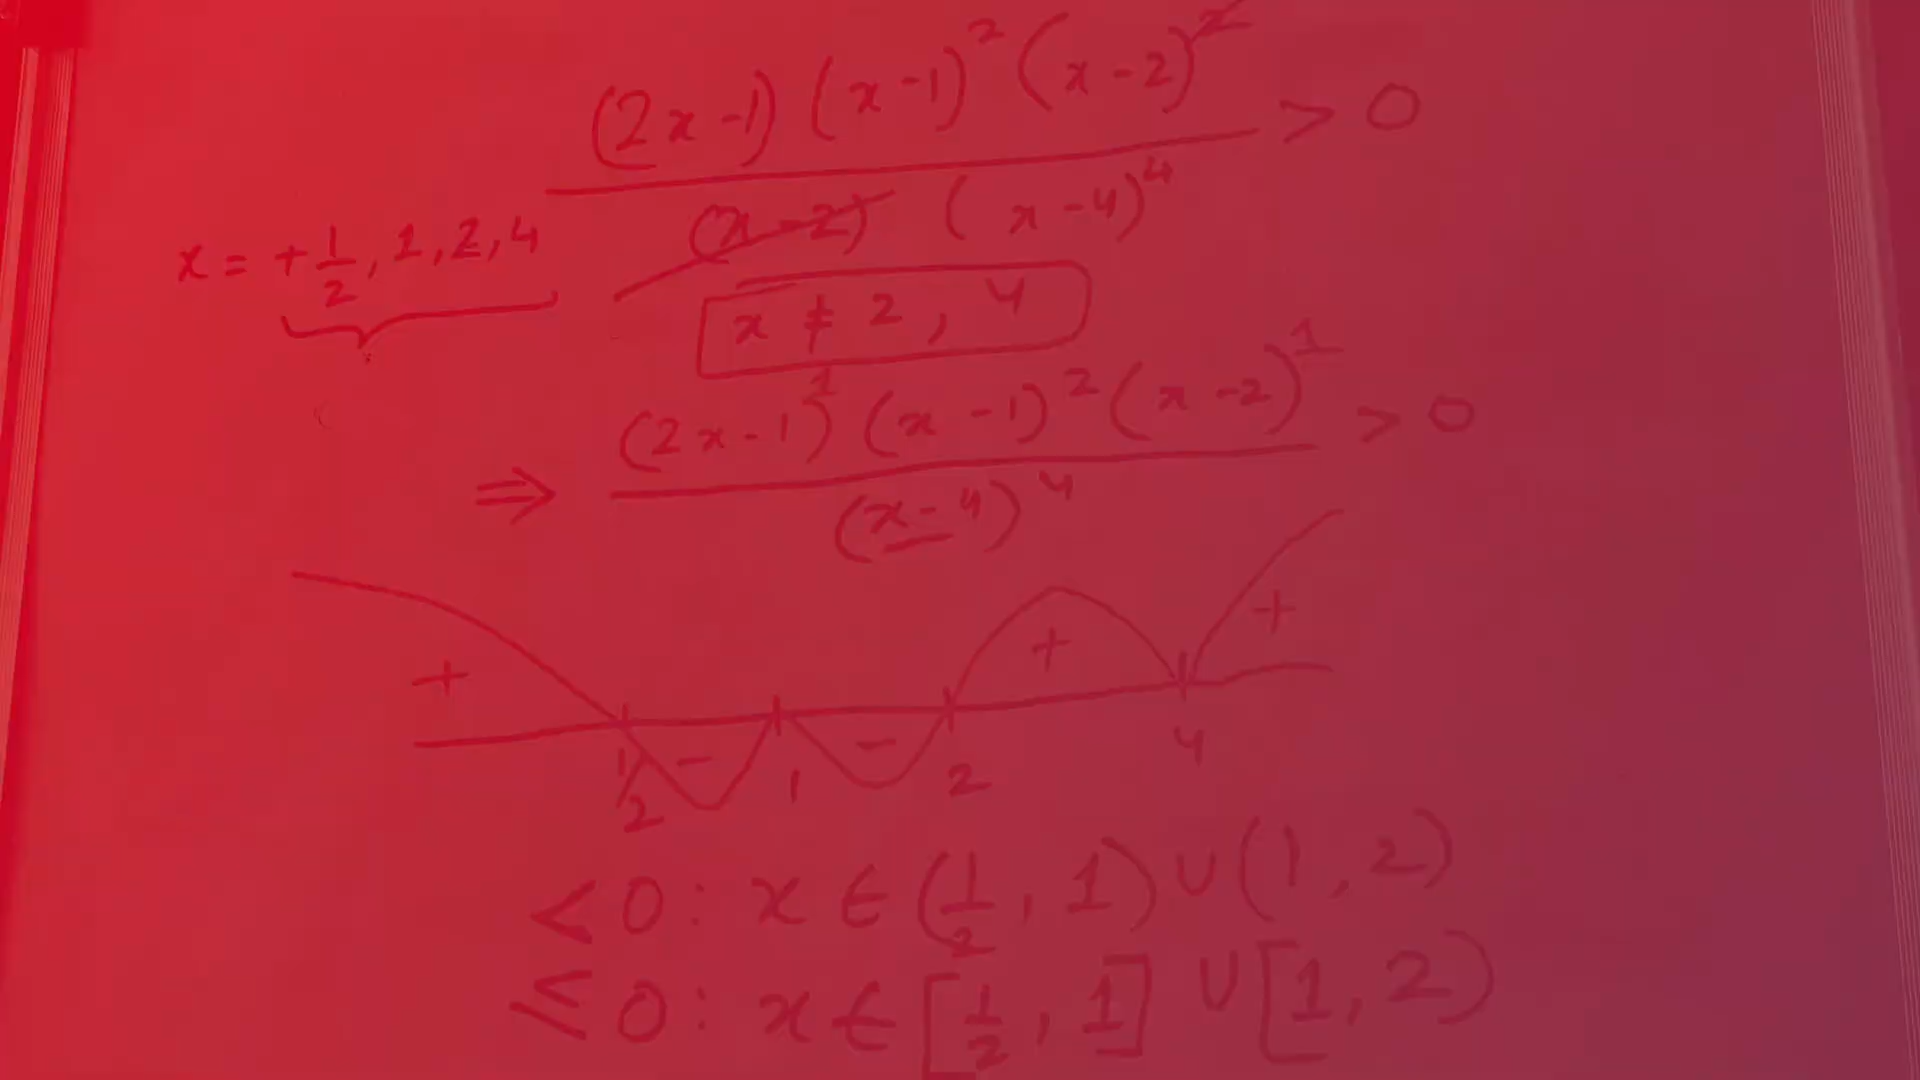 (2x-1) (x-1)² (x-2)²
> 0
(x-2) (x-4)⁴
x = +1/2, 1, 2, 4
x ≠ 2, 4
⇒ (2x-1)¹ (x-1)² (x-2)¹
> 0
(x-4)⁴
+ - - + +
1/2 1 2 4
< 0 : x ∈ (1/2, 1) ∪ (1, 2)
≤ 0 : x ∈ [1/2, 1] ∪ [1, 2)